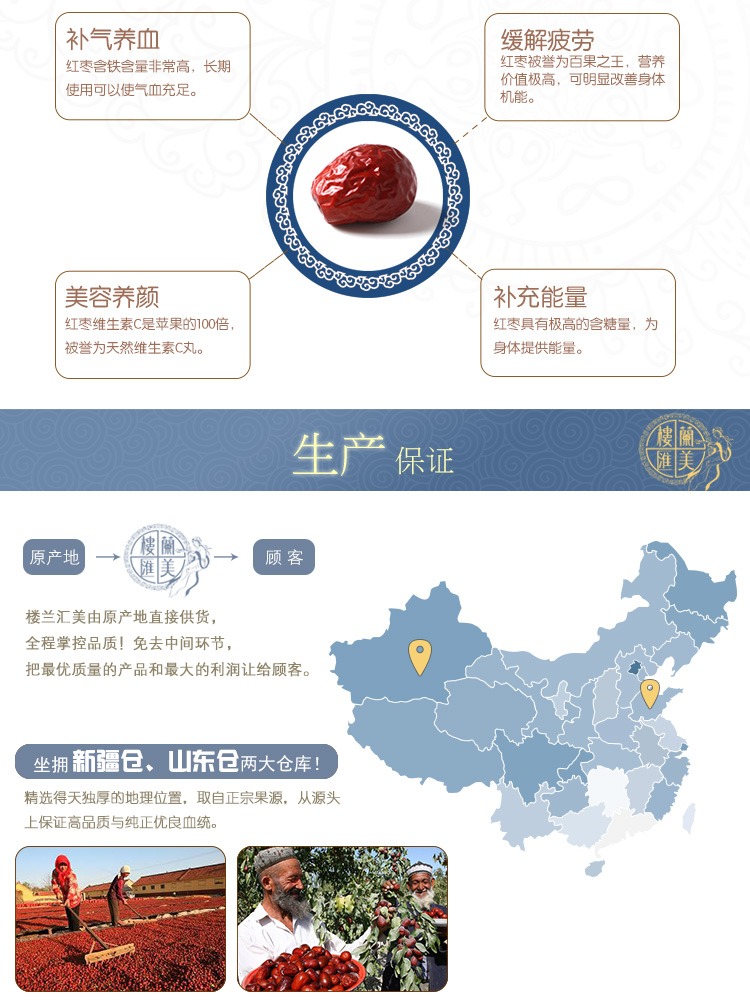 补气养血
红枣含铁含量非常高，长期
使用可以使气血充足。
缓解疲劳
红枣被誉为百果之王，营养
价值极高，可明显改善身体
机能。
美容养颜
红枣维生素C是苹果的100倍，
被誉为天然维生素C丸。
补充能量
红枣具有极高的含糖量，为
身体提供能量。
生产 保证
楼兰
匯美
原产地
樓蘭
匯美
顾 客
楼兰汇美由原产地直接供货，
全程掌控品质！免去中间环节，
把最优质量的产品和最大的利润让给顾客。
坐拥 新疆仓、山东仓两大仓库！
精选得天独厚的地理位置，取自正宗果源，从源头
上保证高品质与纯正优良血统。